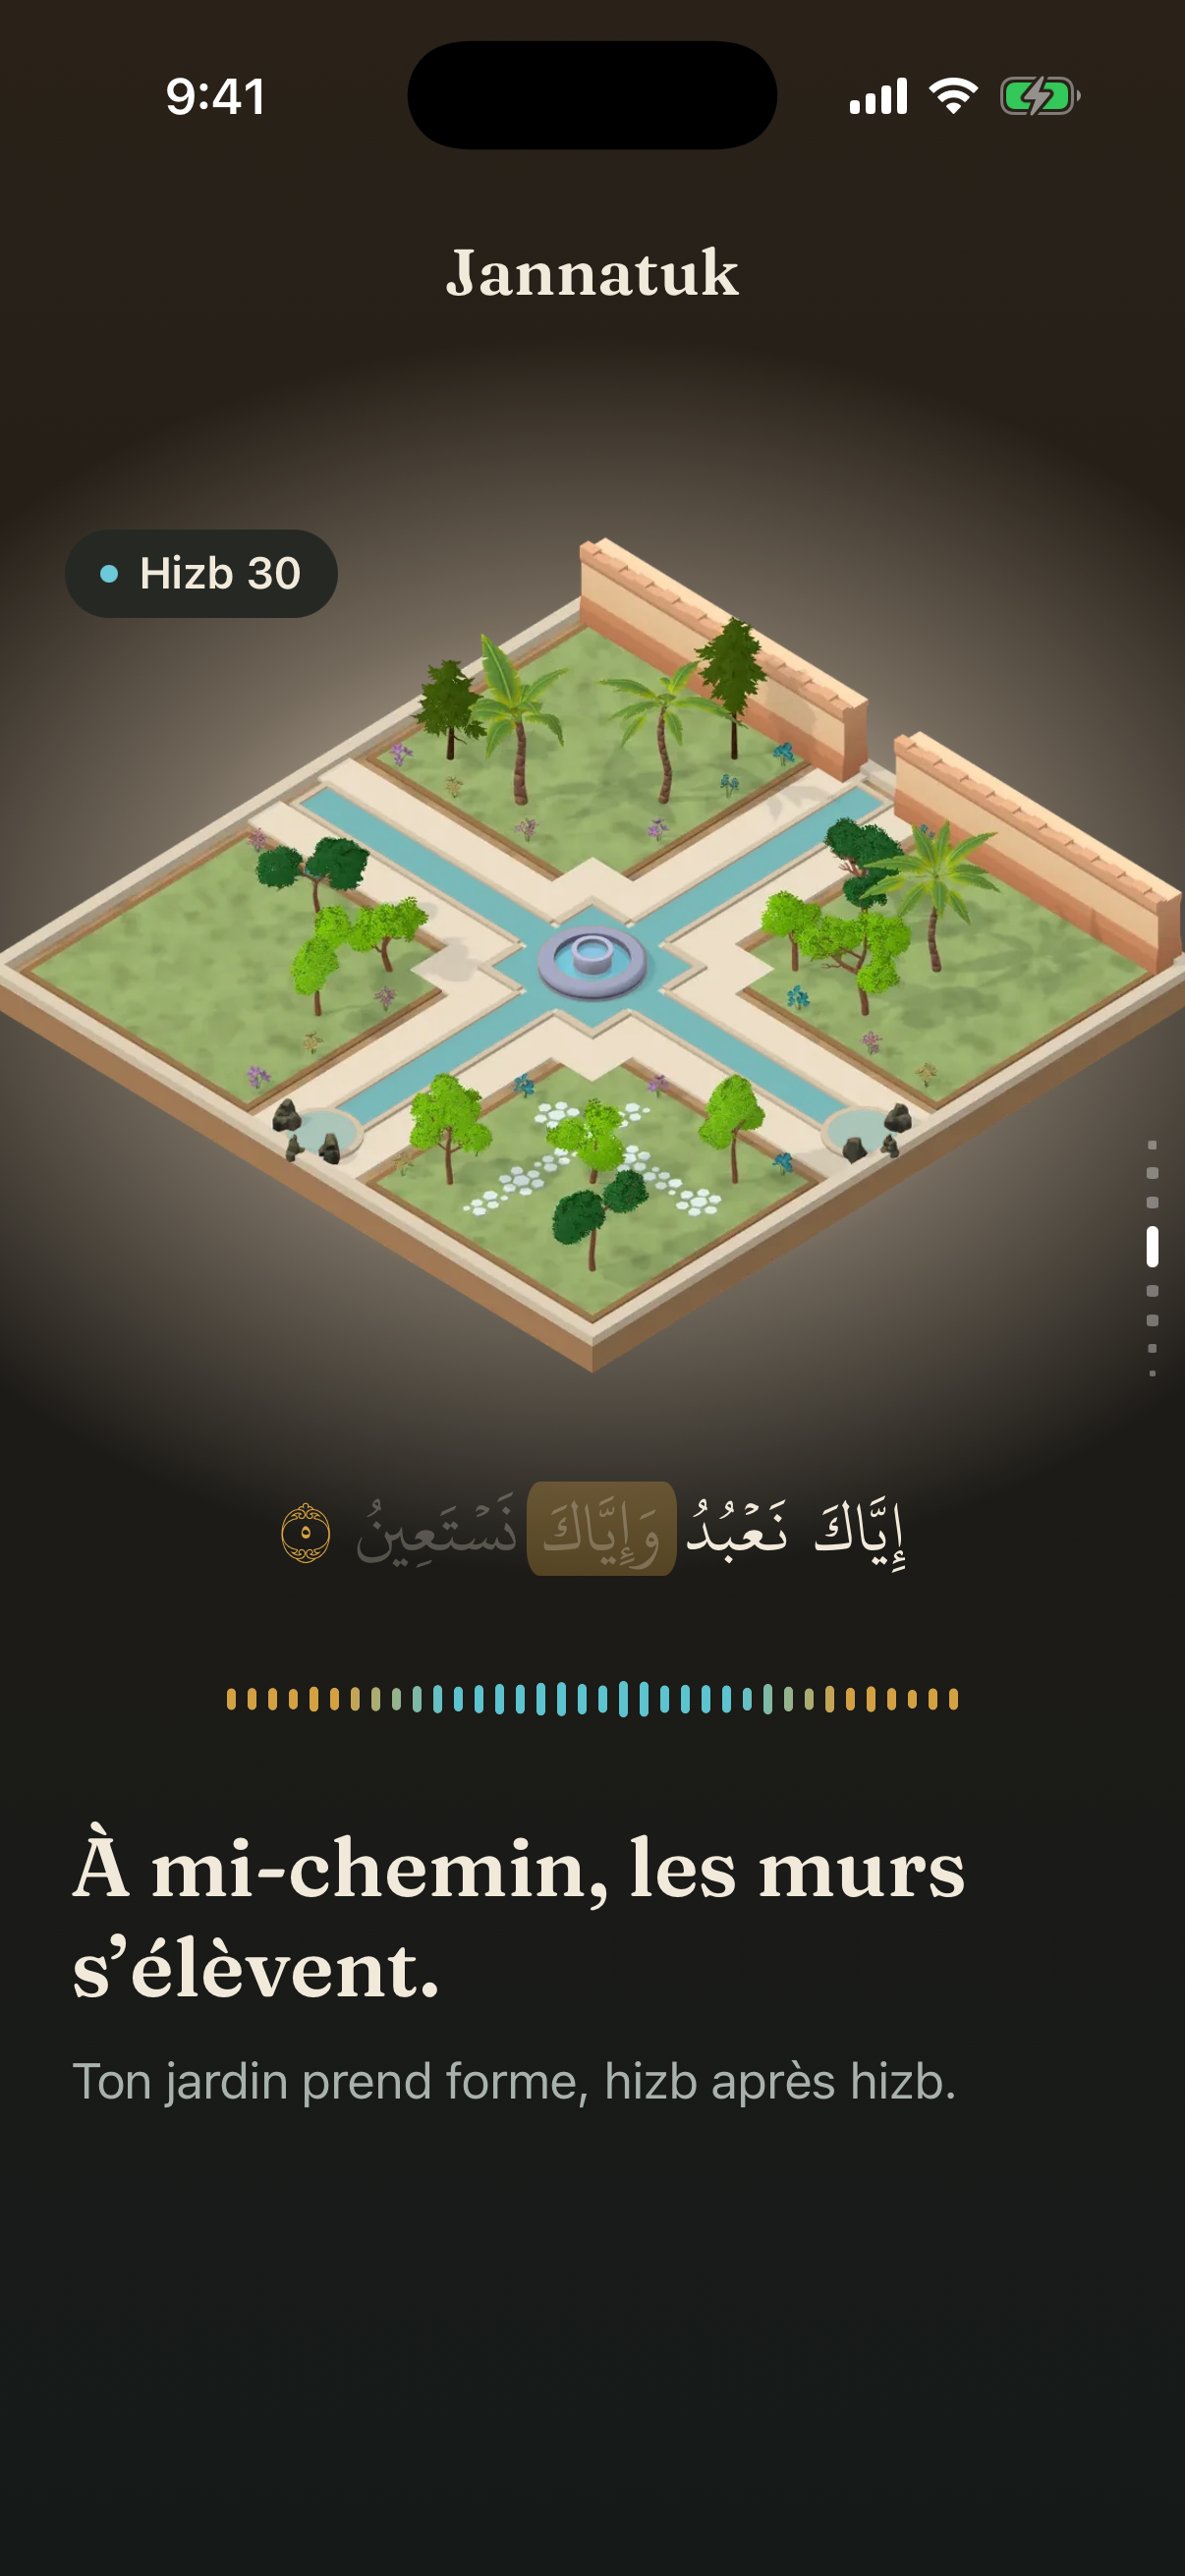 9:41
Jannatuk
Hizb 30
إِيَّاكَ نَعْبُدُ وَإِيَّاكَ نَسْتَعِينُ ٥
À mi-chemin, les murs
s’élèvent.
Ton jardin prend forme, hizb après hizb.